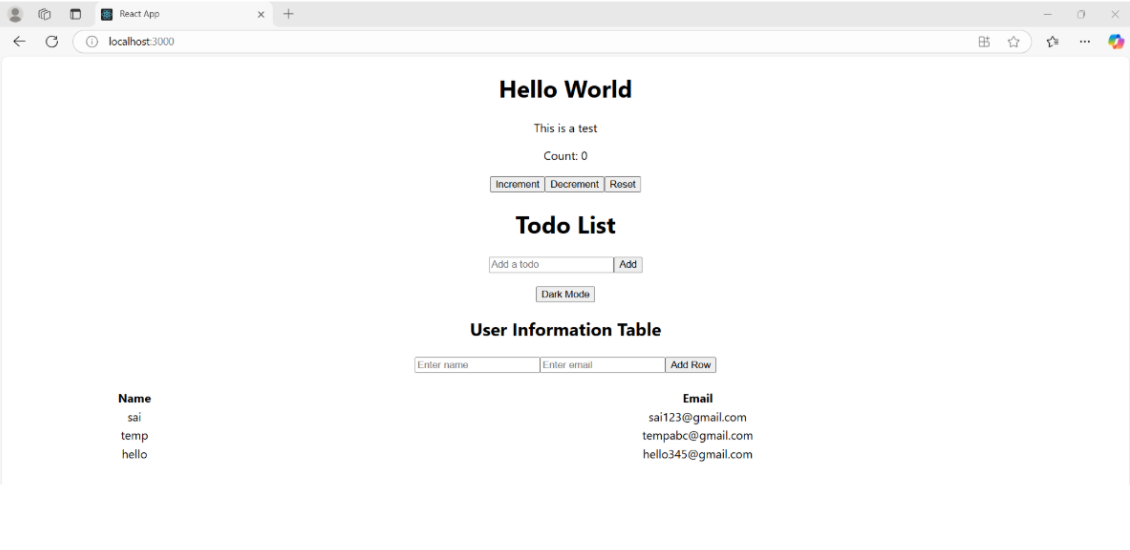 React App
localhost:3000
Hello World
This is a test
Count: 0
Increment Decrement Reset
Todo List
Add a todo Add
Dark Mode
User Information Table
Enter name Enter email Add Row
Name Email
sai sai123@gmail.com
temp tempabc@gmail.com
hello hello345@gmail.com